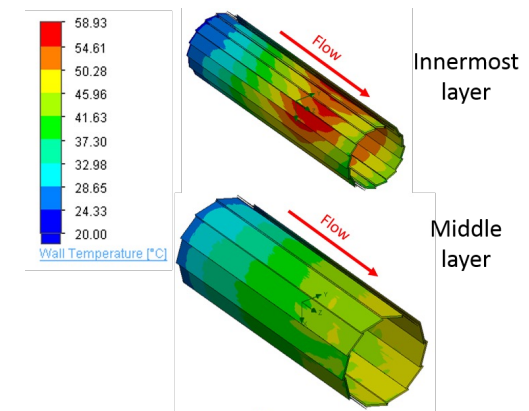 58.93
54.61
50.28
45.96
41.63
37.30
32.98
28.65
24.33
20.00
Wall Temperature [°C]
Flow
Innermost
layer
Flow
Middle
layer
Y
Z